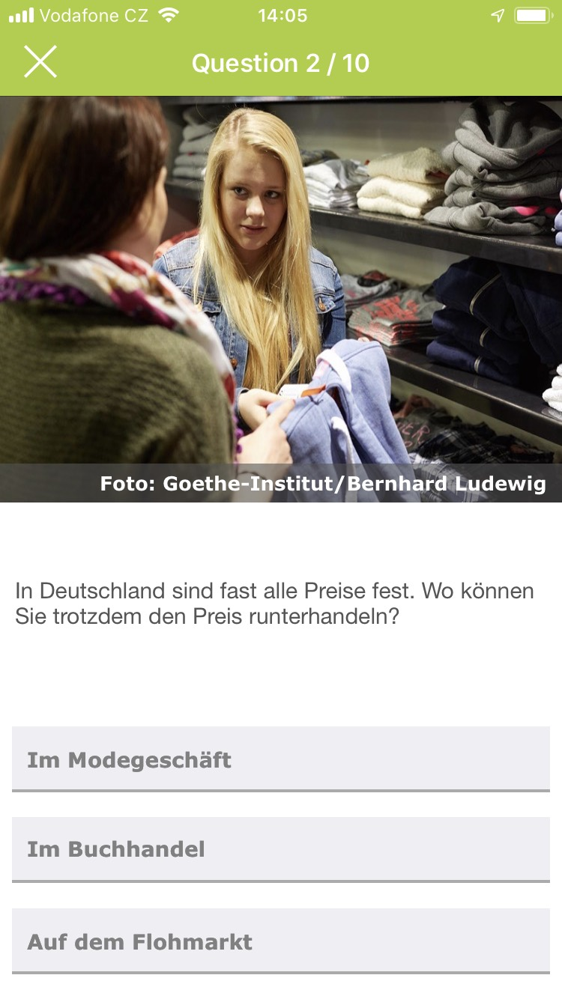 Vodafone CZ 14:05
Question 2 / 10
Foto: Goethe-Institut/Bernhard Ludewig
In Deutschland sind fast alle Preise fest. Wo können
Sie trotzdem den Preis runterhandeln?
Im Modegeschäft
Im Buchhandel
Auf dem Flohmarkt